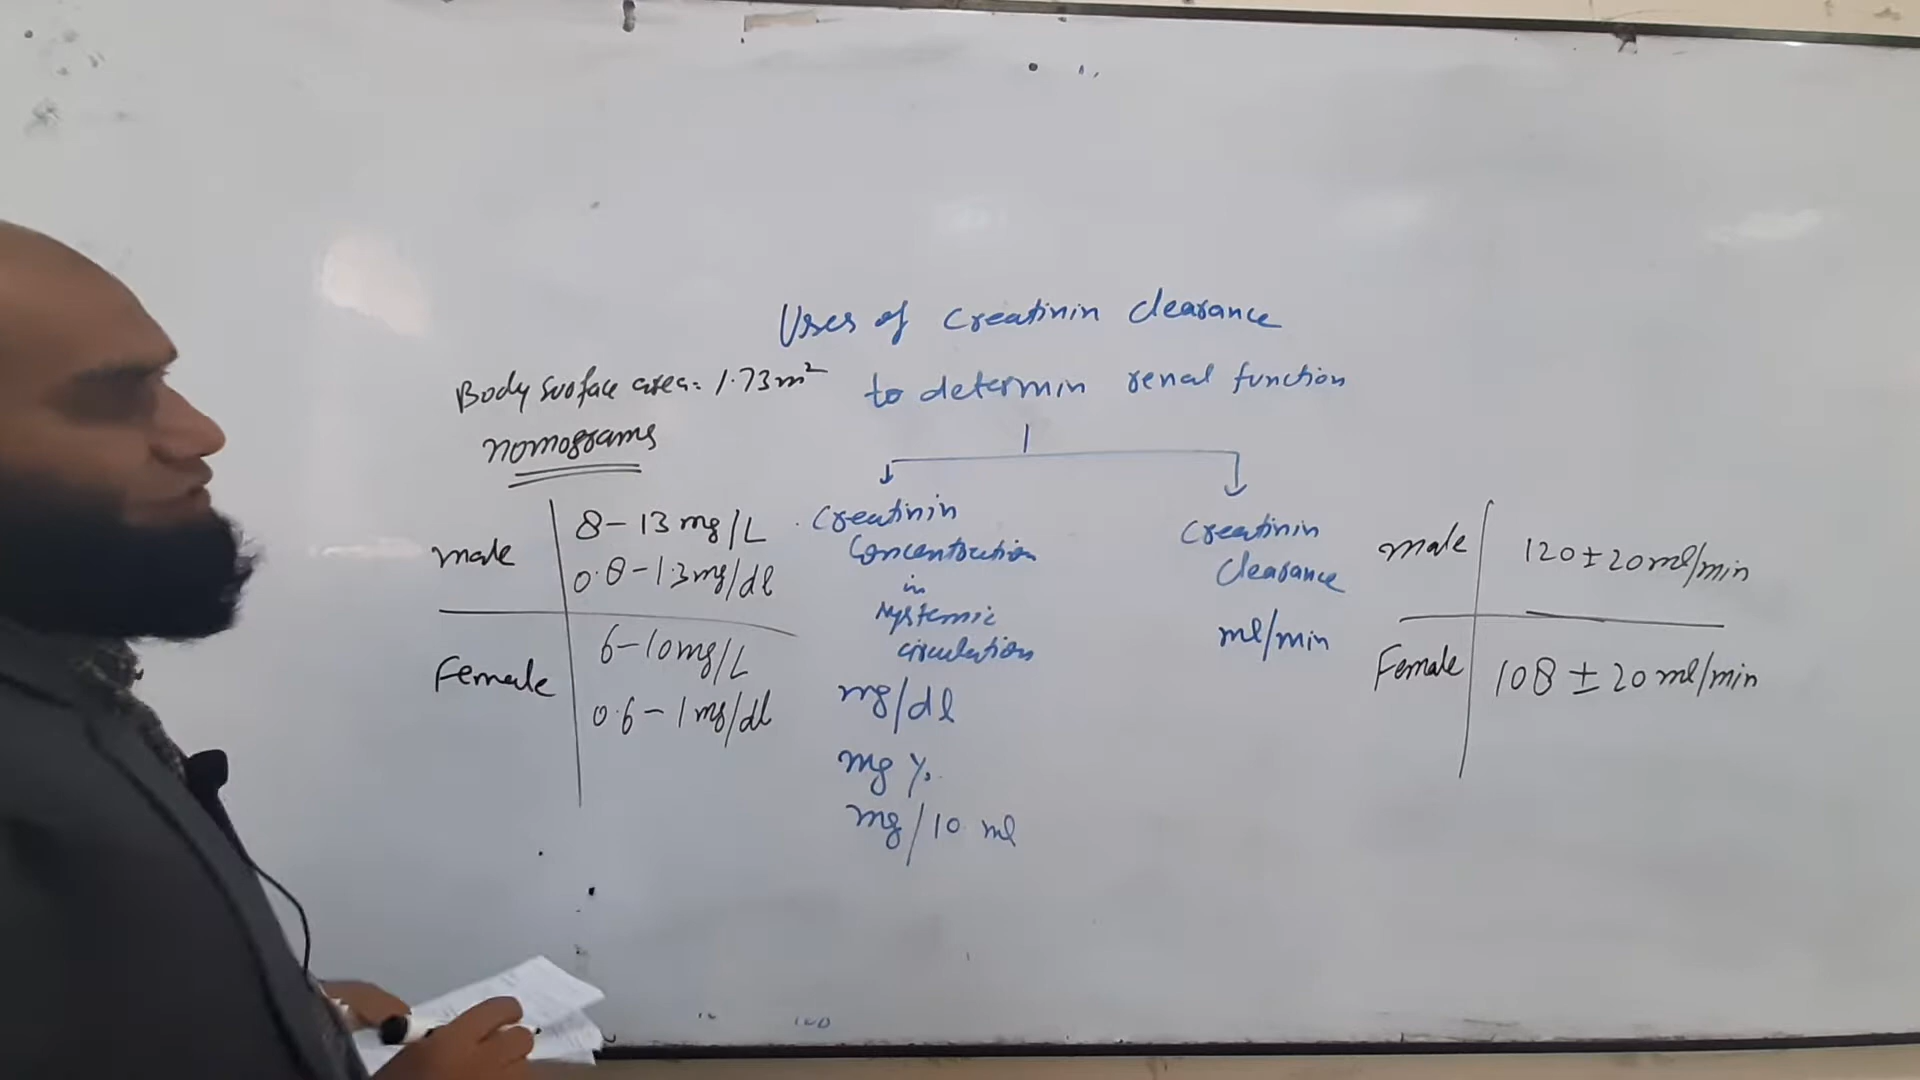 Uses of Creatinin Clearance
to determin renal function
Body surface area = 1.73m²
nomograms
male
8-13 mg/L
0.8-1.3 mg/dl
Female
6-10 mg/L
0.6-1 mg/dl
Creatinin
Concentration
in
systemic
circulation
mg/dl
mg %
mg/10 ml
Creatinin
Clearance
ml/min
male
120 ± 20 ml/min
Female
108 ± 20 ml/min